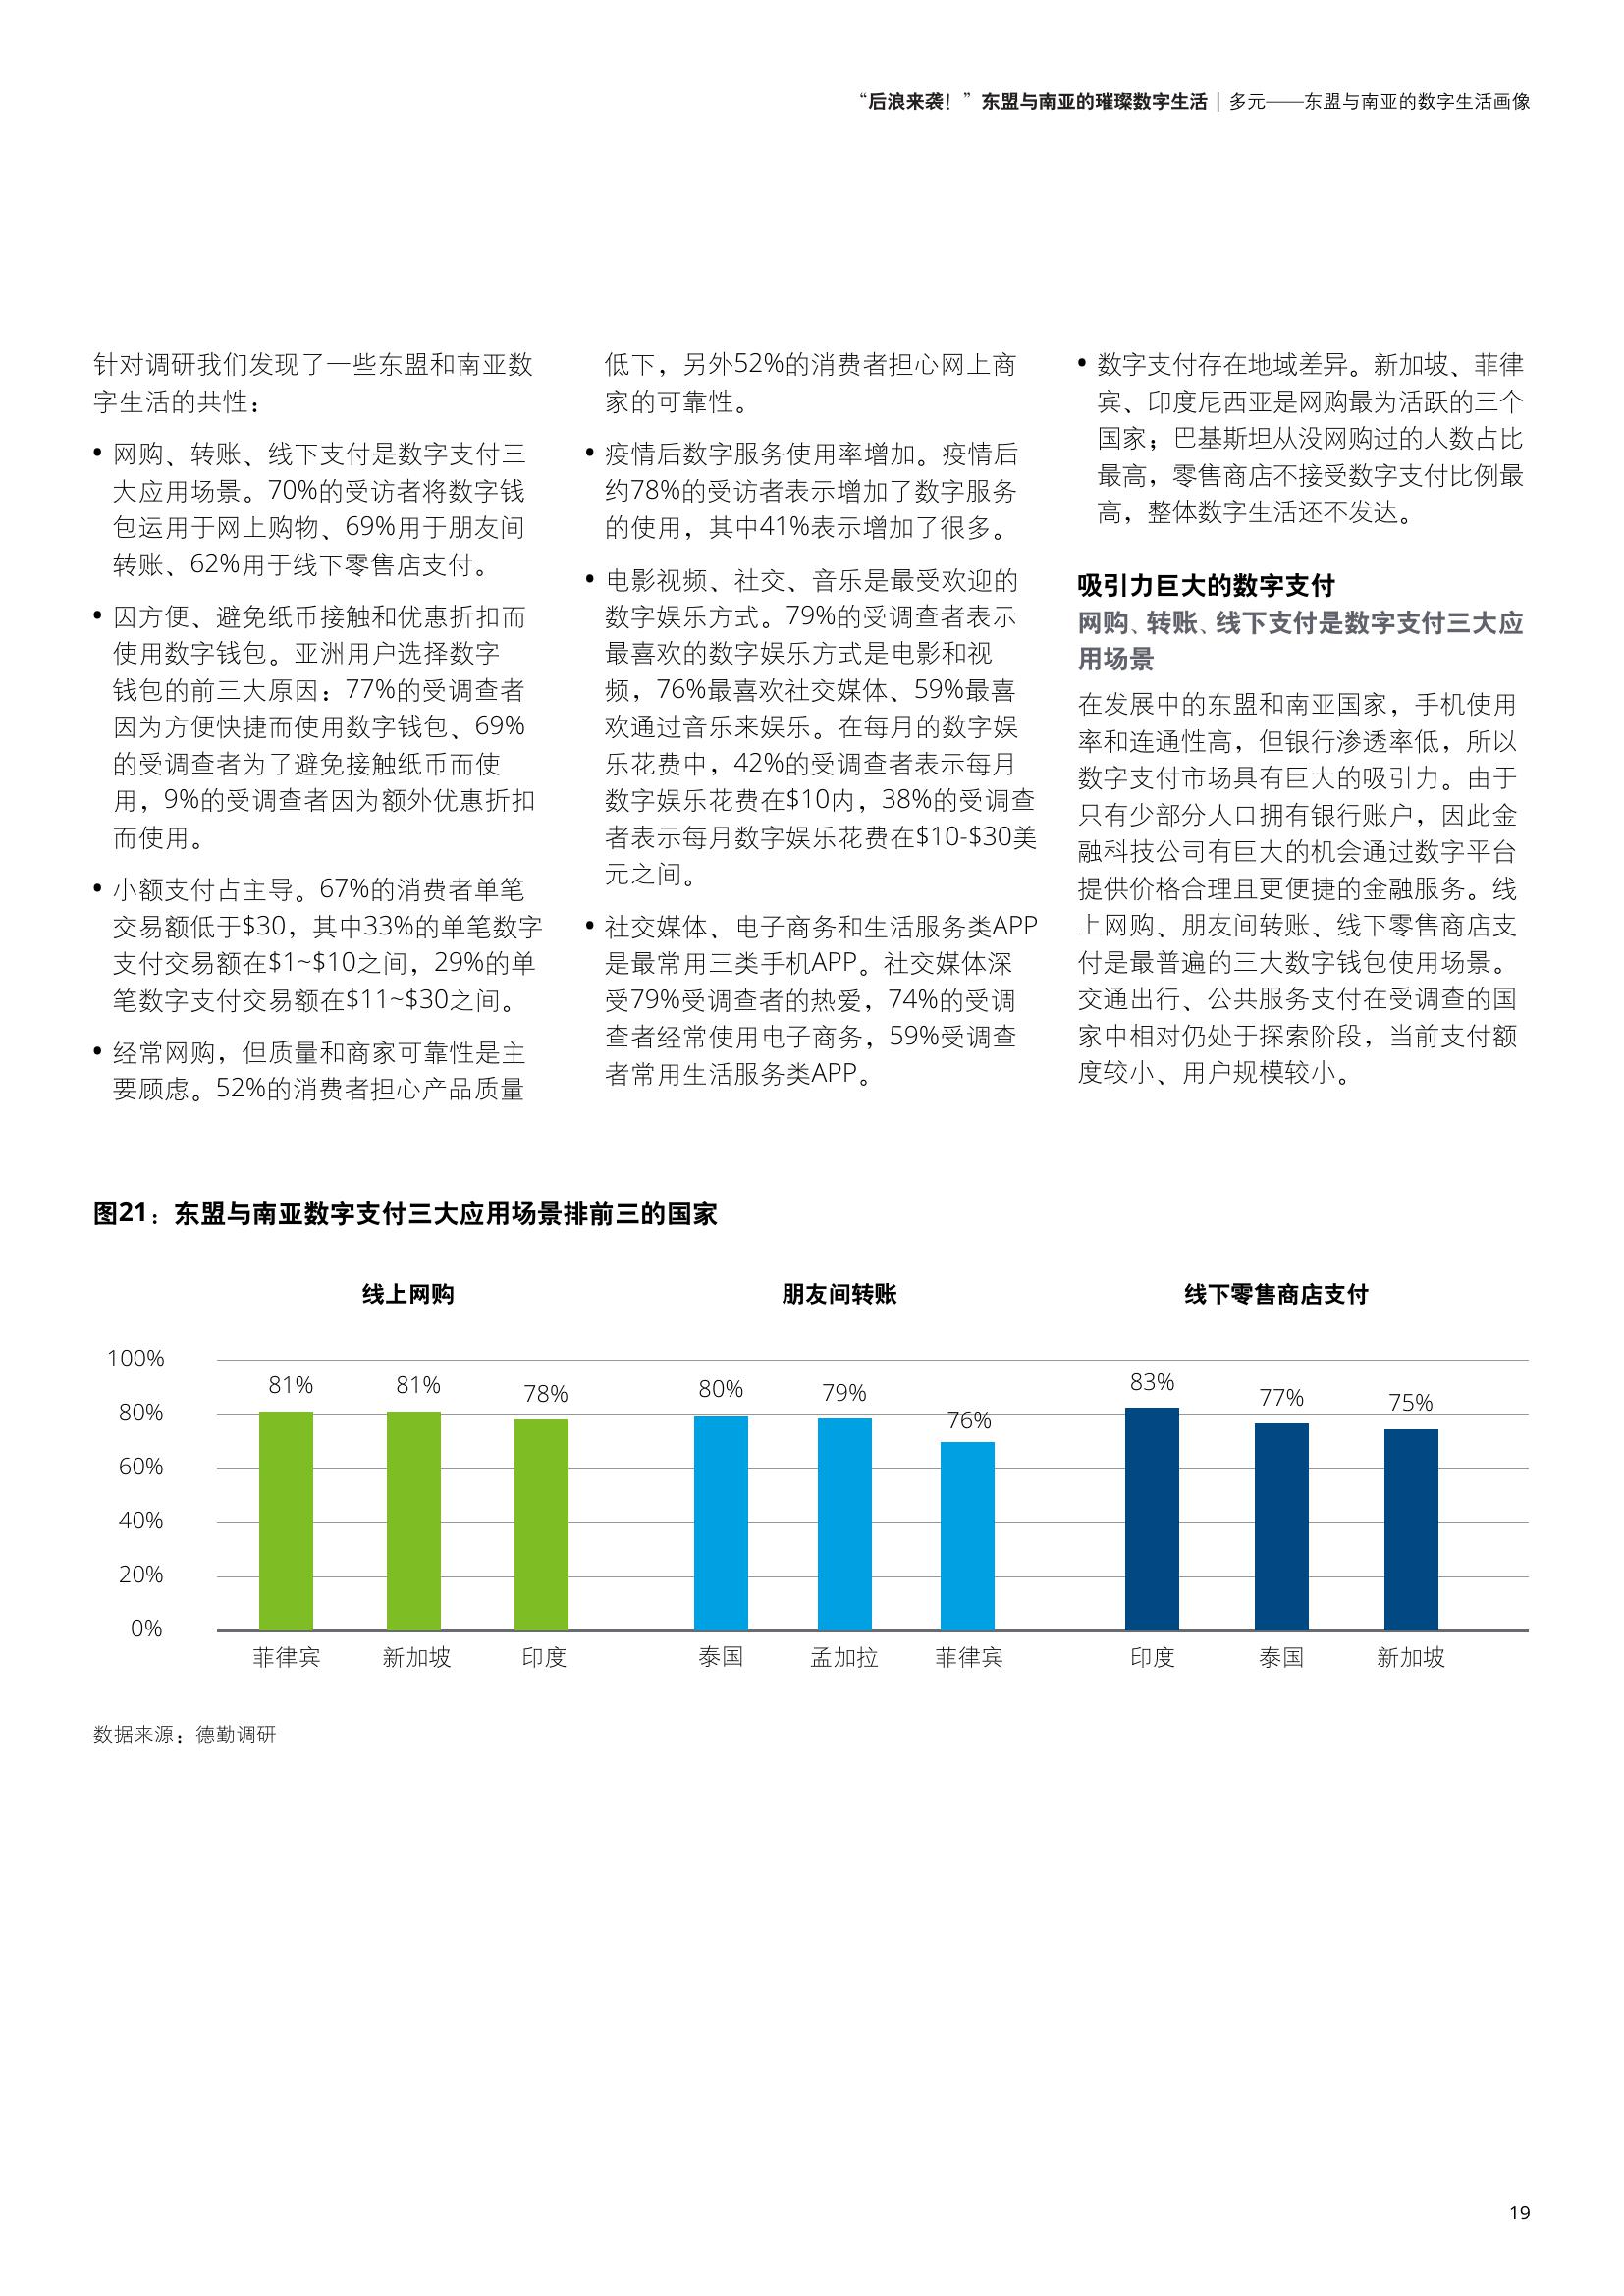 “后浪来袭！”东盟与南亚的璀璨数字生活 | 多元——东盟与南亚的数字生活画像
针对调研我们发现了一些东盟和南亚数
字生活的共性：
• 网购、转账、线下支付是数字支付三
大应用场景。70%的受访者将数字钱
包运用于网上购物、69%用于朋友间
转账、62%用于线下零售店支付。
• 因方便、避免纸币接触和优惠折扣而
使用数字钱包。亚洲用户选择数字
钱包的前三大原因：77%的受调查者
因为方便快捷而使用数字钱包、69%
的受调查者为了避免接触纸币而使
用，9%的受调查者因为额外优惠折扣
而使用。
• 小额支付占主导。67%的消费者单笔
交易额低于$30，其中33%的单笔数字
支付交易额在$1~$10之间，29%的单
笔数字支付交易额在$11~$30之间。
• 经常网购，但质量和商家可靠性是主
要顾虑。52%的消费者担心产品质量
低下，另外52%的消费者担心网上商
家的可靠性。
• 疫情后数字服务使用率增加。疫情后
约78%的受访者表示增加了数字服务
的使用，其中41%表示增加了很多。
• 电影视频、社交、音乐是最受欢迎的
数字娱乐方式。79%的受调查者表示
最喜欢的数字娱乐方式是电影和视
频，76%最喜欢社交媒体、59%最喜
欢通过音乐来娱乐。在每月的数字娱
乐花费中，42%的受调查者表示每月
数字娱乐花费在$10内，38%的受调查
者表示每月数字娱乐花费在$10-$30美
元之间。
• 社交媒体、电子商务和生活服务类APP
是最常用三类手机APP。社交媒体深
受79%受调查者的热爱，74%的受调
查者经常使用电子商务，59%受调查
者常用生活服务类APP。
• 数字支付存在地域差异。新加坡、菲律
宾、印度尼西亚是网购最为活跃的三个
国家；巴基斯坦从没网购过的人数占比
最高，零售商店不接受数字支付比例最
高，整体数字生活还不发达。
吸引力巨大的数字支付
网购、转账、线下支付是数字支付三大应
用场景
在发展中的东盟和南亚国家，手机使用
率和连通性高，但银行渗透率低，所以
数字支付市场具有巨大的吸引力。由于
只有少部分人口拥有银行账户，因此金
融科技公司有巨大的机会通过数字平台
提供价格合理且更便捷的金融服务。线
上网购、朋友间转账、线下零售商店支
付是最普遍的三大数字钱包使用场景。
交通出行、公共服务支付在受调查的国
家中相对仍处于探索阶段，当前支付额
度较小、用户规模较小。
图21：东盟与南亚数字支付三大应用场景排前三的国家
线上网购 朋友间转账 线下零售商店支付
100%
81% 81% 78% 80% 79% 76% 83% 77% 75%
80%
60%
40%
20%
0%
菲律宾 新加坡 印度 泰国 孟加拉 菲律宾 印度 泰国 新加坡
数据来源：德勤调研
19